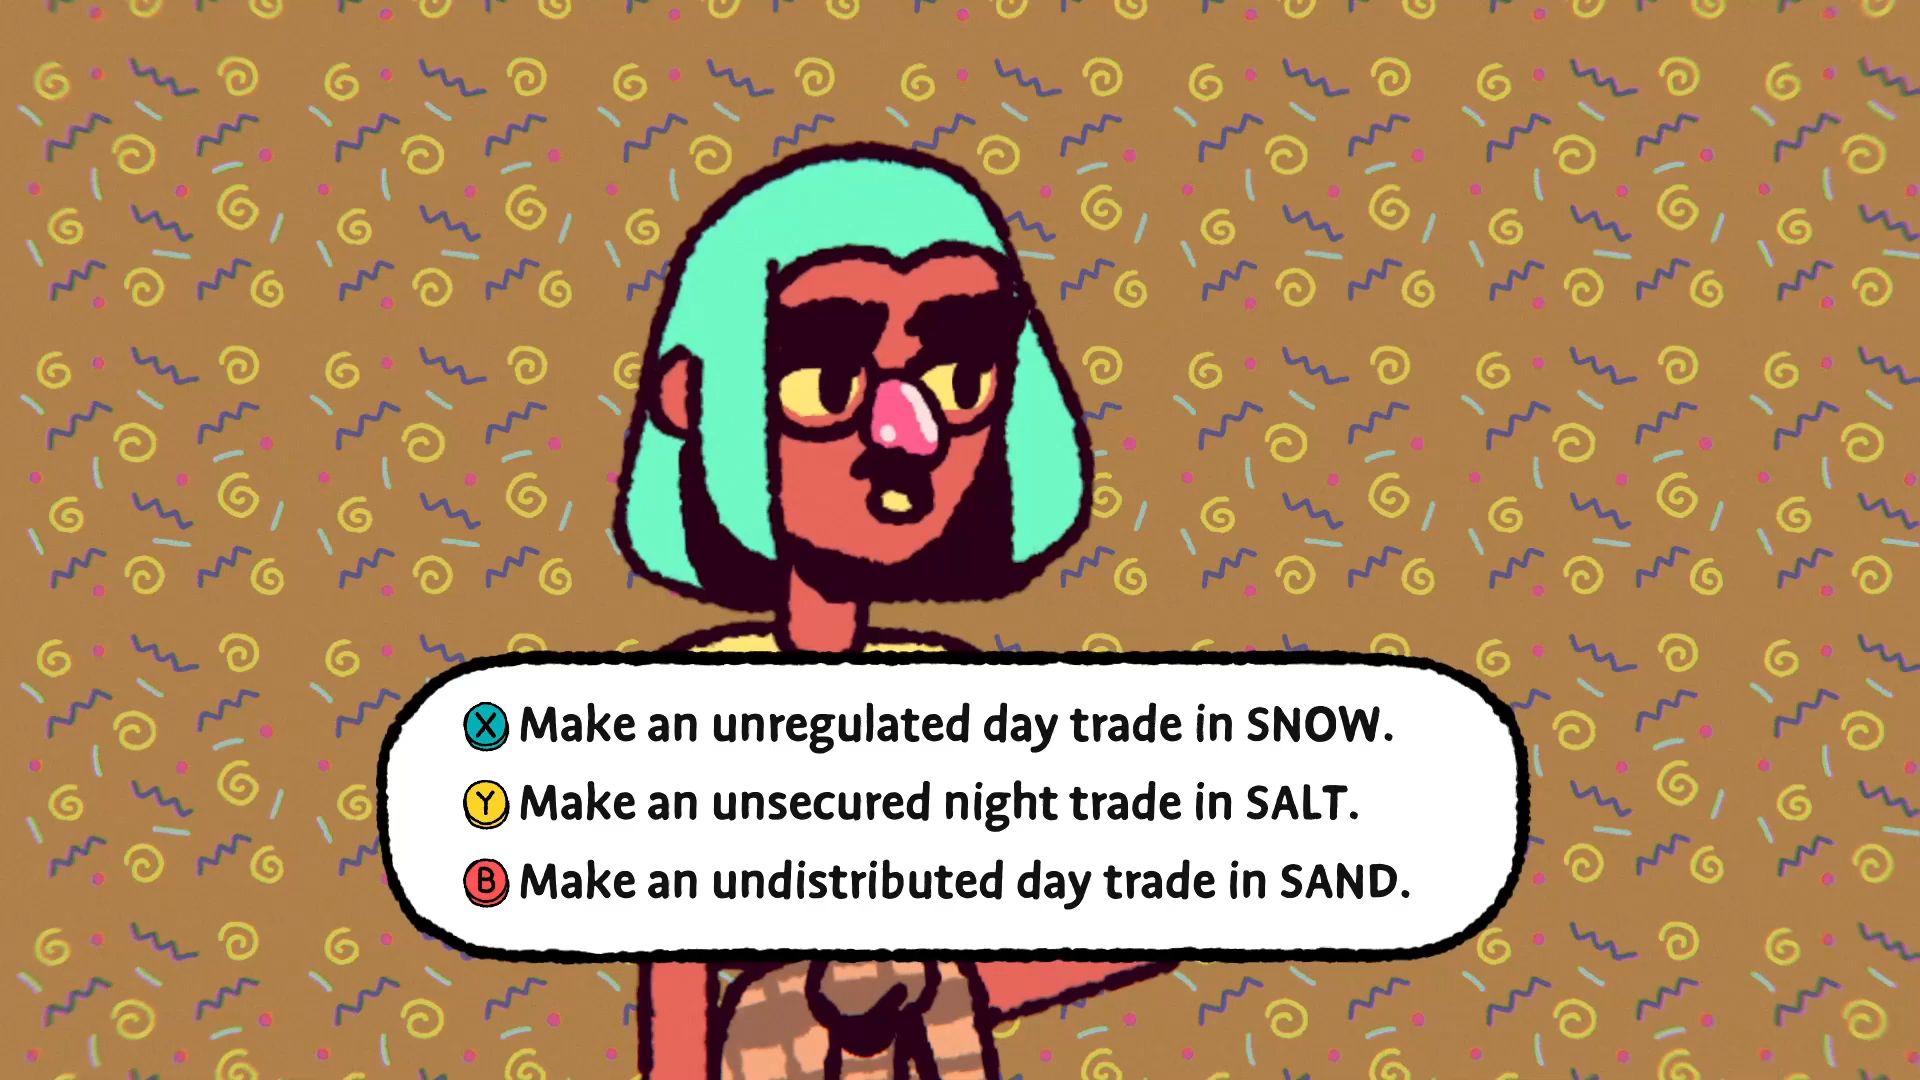 X Make an unregulated day trade in SNOW.
Y Make an unsecured night trade in SALT.
B Make an undistributed day trade in SAND.